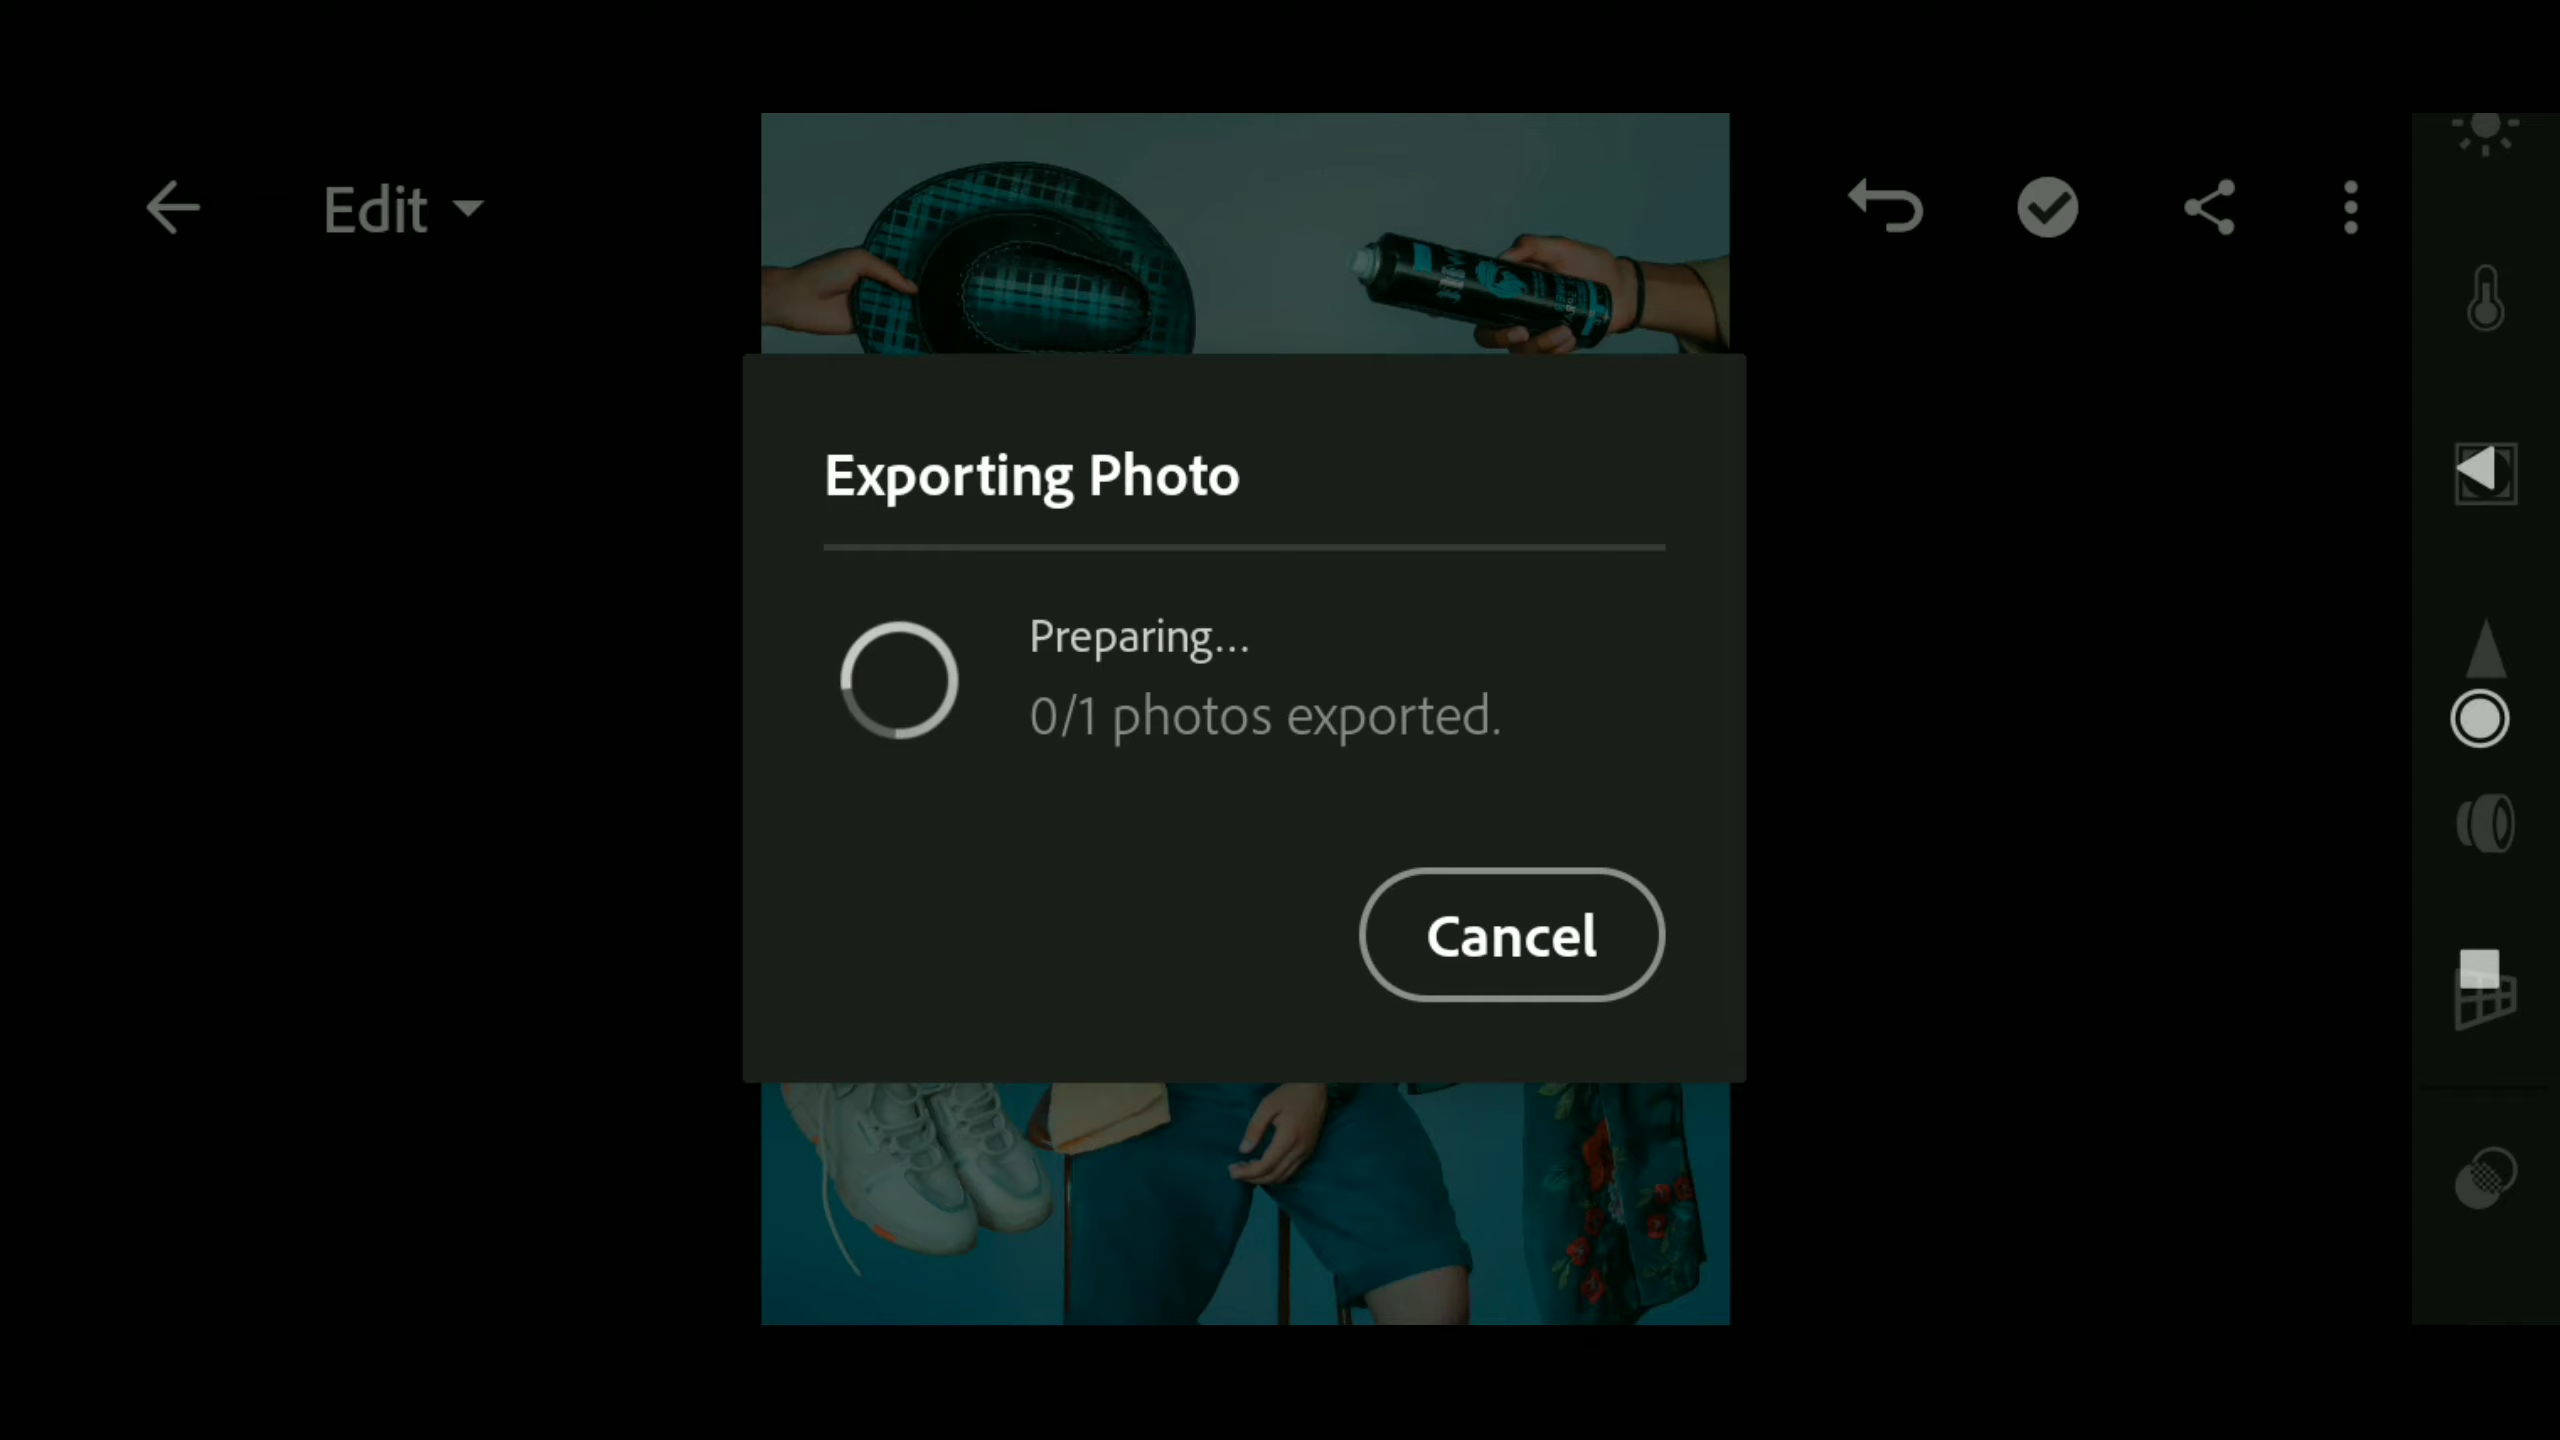 Edit
Exporting Photo
Preparing...
0/1 photos exported.
Cancel